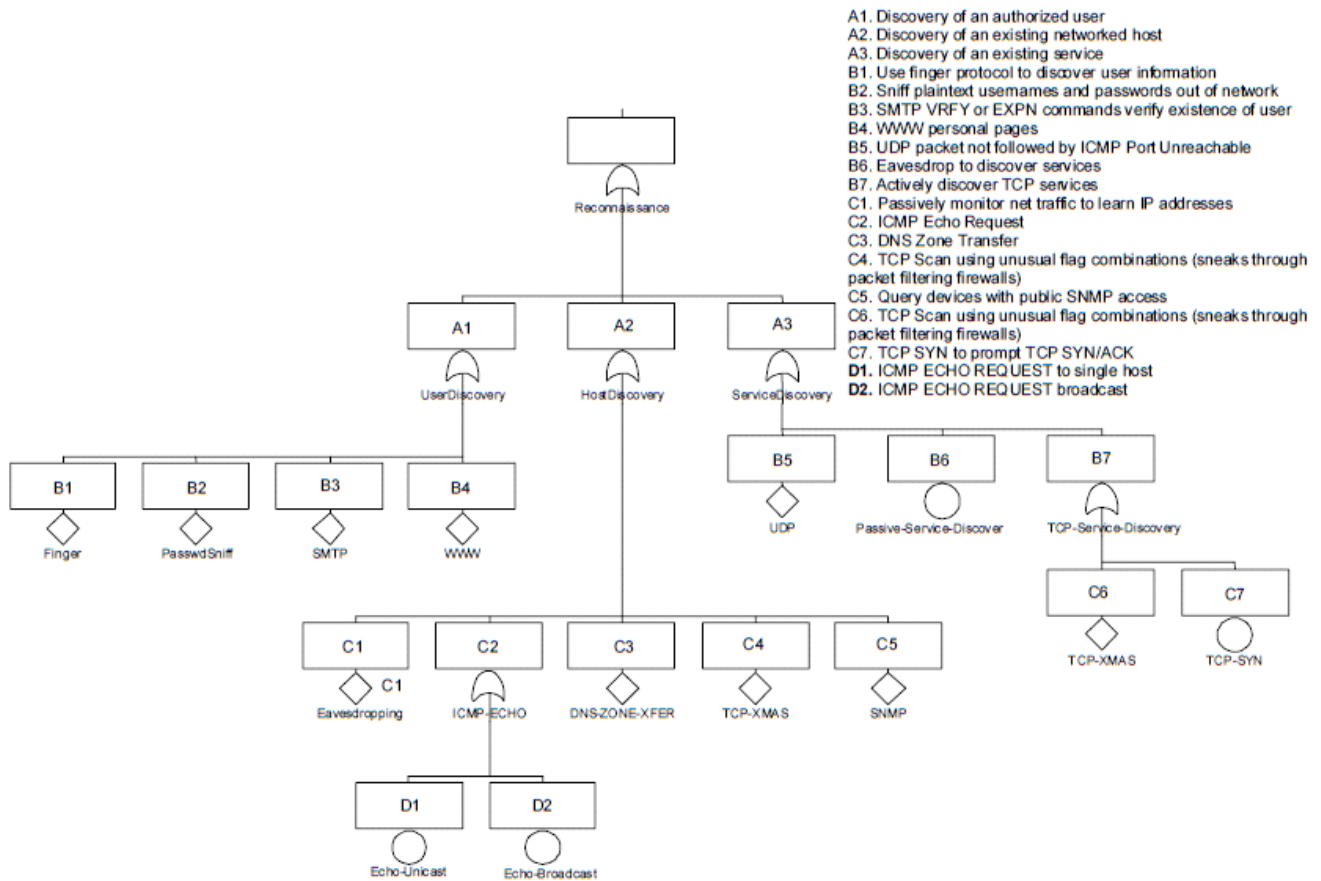 A1. Discovery of an authorized user
A2. Discovery of an existing networked host
A3. Discovery of an existing service
B1. Use finger protocol to discover user information
B2. Sniff plaintext usernames and passwords out of network
B3. SMTP VRFY or EXPN commands verify existence of user
B4. WWW personal pages
B5. UDP packet not followed by ICMP Port Unreachable
B6. Eavesdrop to discover services
B7. Actively discover TCP services
C1. Passively monitor net traffic to learn IP addresses
C2. ICMP Echo Request
C3. DNS Zone Transfer
C4. TCP Scan using unusual flag combinations (sneaks through
packet filtering firewalls)
C5. Query devices with public SNMP access
C6. TCP Scan using unusual flag combinations (sneaks through
packet filtering firewalls)
C7. TCP SYN to prompt TCP SYN/ACK
D1. ICMP ECHO REQUEST to single host
D2. ICMP ECHO REQUEST broadcast
Reconnaissance
A1 A2 A3
UserDiscovery HostDiscovery ServiceDiscovery
B5 B6 B7
B1 B2 B3 B4
UDP Passive-Service-Discover TCP-Service-Discovery
Finger PasswdSniff SMTP WWW
C6 C7
TCP-XMAS TCP-SYN
C1 C2 C3 C4 C5
C1
Eavesdropping ICMP-ECHO DNS-ZONE-XFER TCP-XMAS SNMP
D1 D2
Echo-Unicast Echo-Broadcast